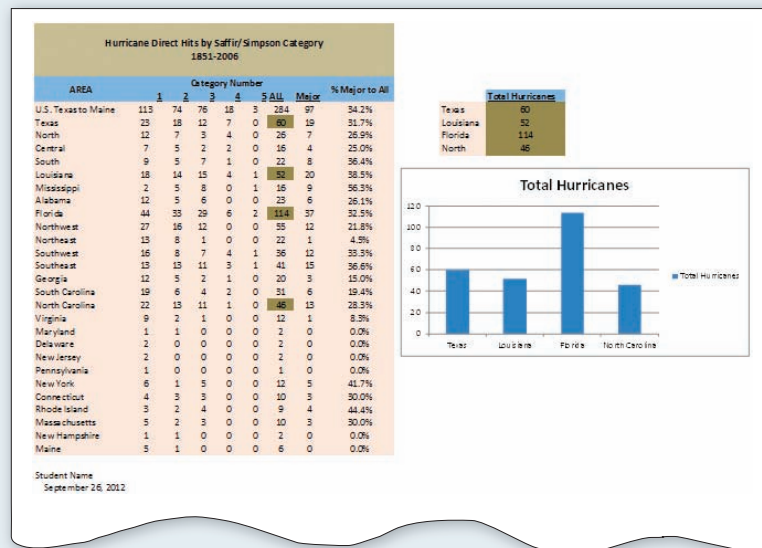 Hurricane Direct Hits by Saffir/Simpson Category
1851-2006
AREA Category Number % Major to All
1 2 3 4 5 ALL Major
U.S. Texas to Maine 113 74 76 18 3 284 97 34.2%
Texas 23 18 12 7 0 60 19 31.7%
North 12 7 3 4 0 26 7 26.9%
Central 7 5 2 2 0 16 4 25.0%
South 9 5 7 1 0 22 8 36.4%
Louisiana 18 14 15 4 1 52 20 38.5%
Mississippi 2 5 8 0 1 16 9 56.3%
Alabama 12 5 6 0 0 23 6 26.1%
Florida 44 33 29 6 2 114 37 32.5%
Northwest 27 16 12 0 0 55 12 21.8%
Northeast 13 8 1 0 0 22 1 4.5%
Southwest 16 8 7 4 1 36 12 33.3%
Southeast 13 13 11 3 1 41 15 36.6%
Georgia 12 5 2 1 0 20 3 15.0%
South Carolina 19 6 4 2 0 31 6 19.4%
North Carolina 22 13 11 1 0 46 13 28.3%
Virginia 9 2 1 0 0 12 1 8.3%
Maryland 1 1 0 0 0 2 0 0.0%
Delaware 2 0 0 0 0 2 0 0.0%
New Jersey 2 0 0 0 0 2 0 0.0%
Pennsylvania 1 0 0 0 0 1 0 0.0%
New York 6 1 5 0 0 12 5 41.7%
Connecticut 4 3 3 0 0 10 3 30.0%
Rhode Island 3 2 4 0 0 9 4 44.4%
Massachusetts 5 2 3 0 0 10 3 30.0%
New Hampshire 1 1 0 0 0 2 0 0.0%
Maine 5 1 0 0 0 6 0 0.0%
Student Name
September 26, 2012
Total Hurricanes
Texas 60
Louisiana 52
Florida 114
North 46
Total Hurricanes
120
100
80
60
40
20
0
Texas Louisiana Florida North Carolina
Total Hurricanes